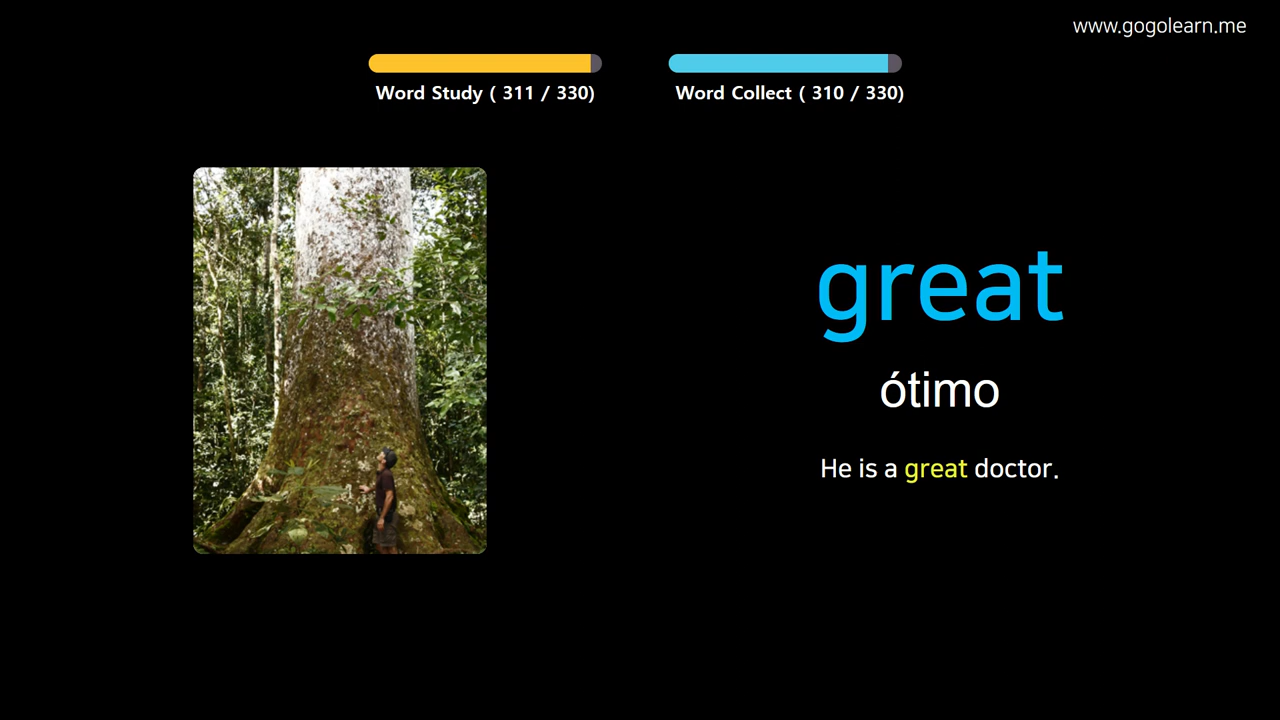 www.gogolearn.me
Word Study ( 311 / 330)
Word Collect ( 310 / 330)
great
ótimo
He is a great doctor.